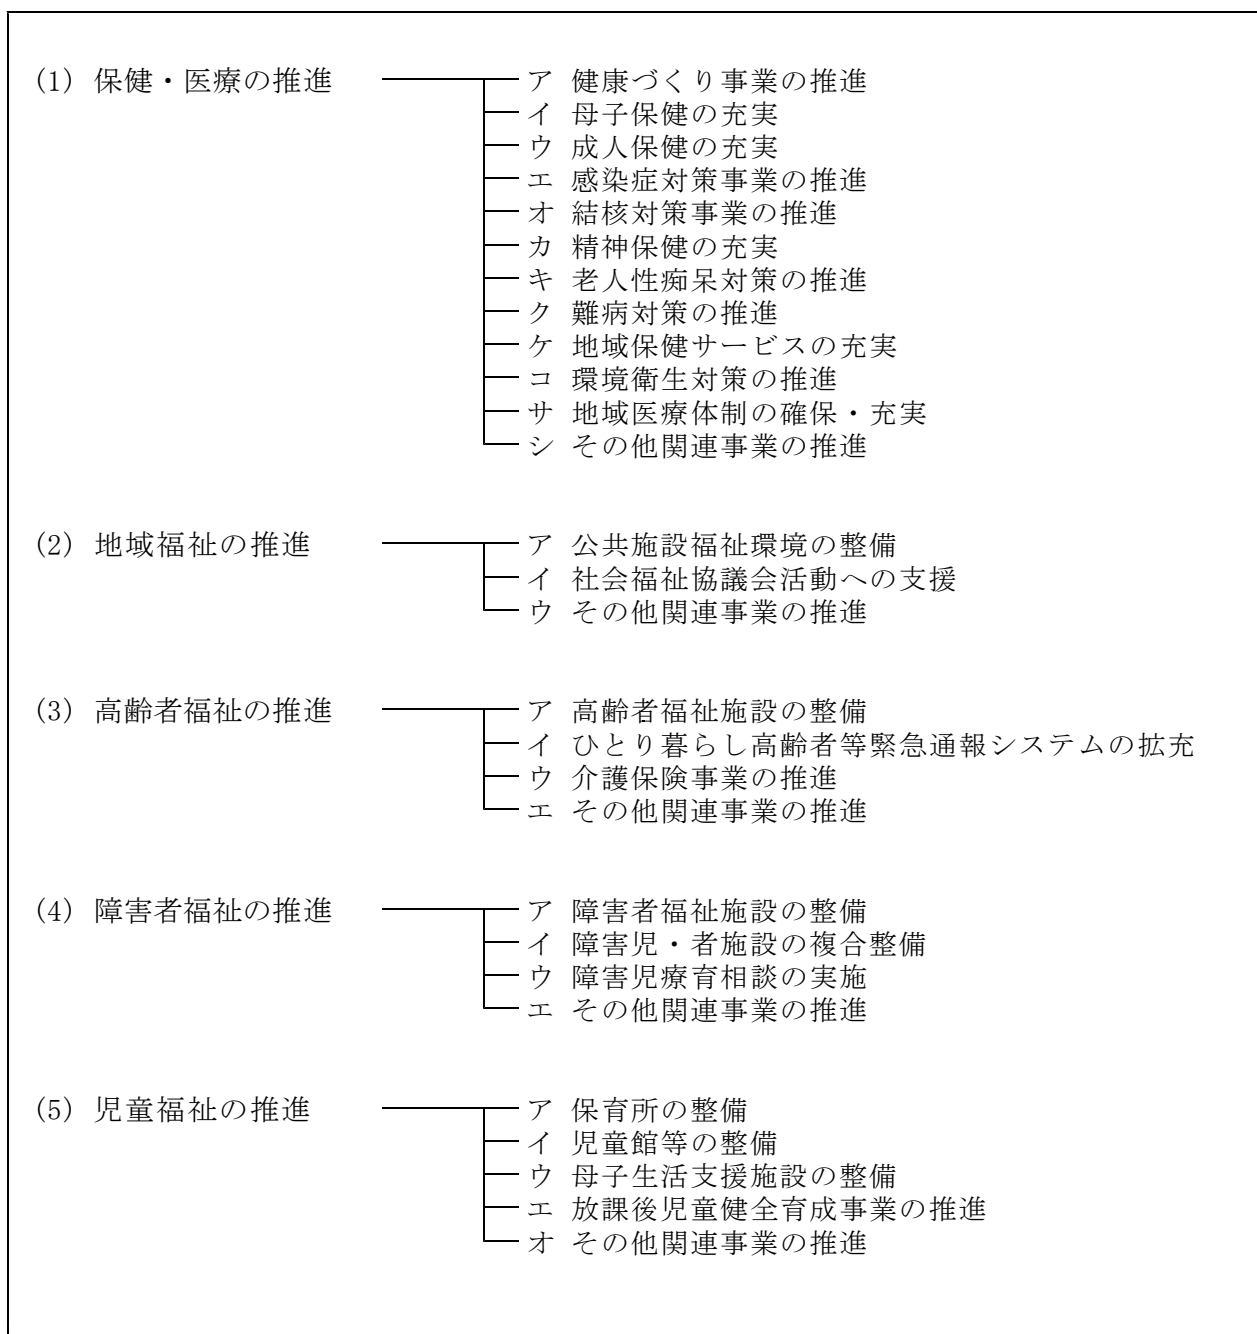 (1) 保健・医療の推進 ア 健康づくり事業の推進
イ 母子保健の充実
ウ 成人保健の充実
エ 感染症対策事業の推進
オ 結核対策事業の推進
カ 精神保健の充実
キ 老人性痴呆対策の推進
ク 難病対策の推進
ケ 地域保健サービスの充実
コ 環境衛生対策の推進
サ 地域医療体制の確保・充実
シ その他関連事業の推進
(2) 地域福祉の推進 ア 公共施設福祉環境の整備
イ 社会福祉協議会活動への支援
ウ その他関連事業の推進
(3) 高齢者福祉の推進 ア 高齢者福祉施設の整備
イ ひとり暮らし高齢者等緊急通報システムの拡充
ウ 介護保険事業の推進
エ その他関連事業の推進
(4) 障害者福祉の推進 ア 障害者福祉施設の整備
イ 障害児・者施設の複合整備
ウ 障害児療育相談の実施
エ その他関連事業の推進
(5) 児童福祉の推進 ア 保育所の整備
イ 児童館等の整備
ウ 母子生活支援施設の整備
エ 放課後児童健全育成事業の推進
オ その他関連事業の推進